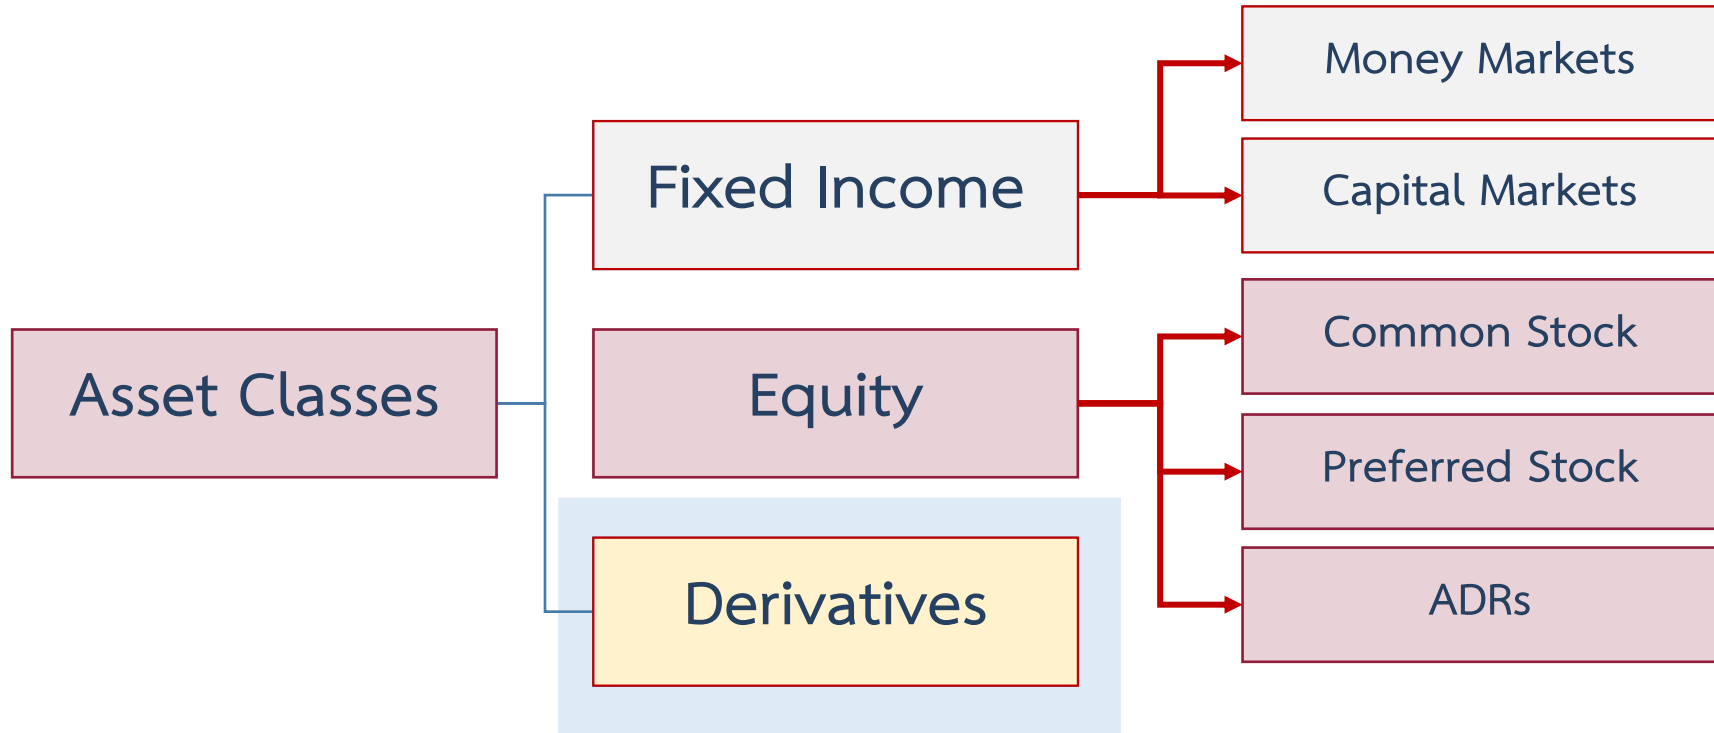 Money Markets
Fixed Income
Capital Markets
Asset Classes
Equity
Common Stock
Preferred Stock
Derivatives
ADRs